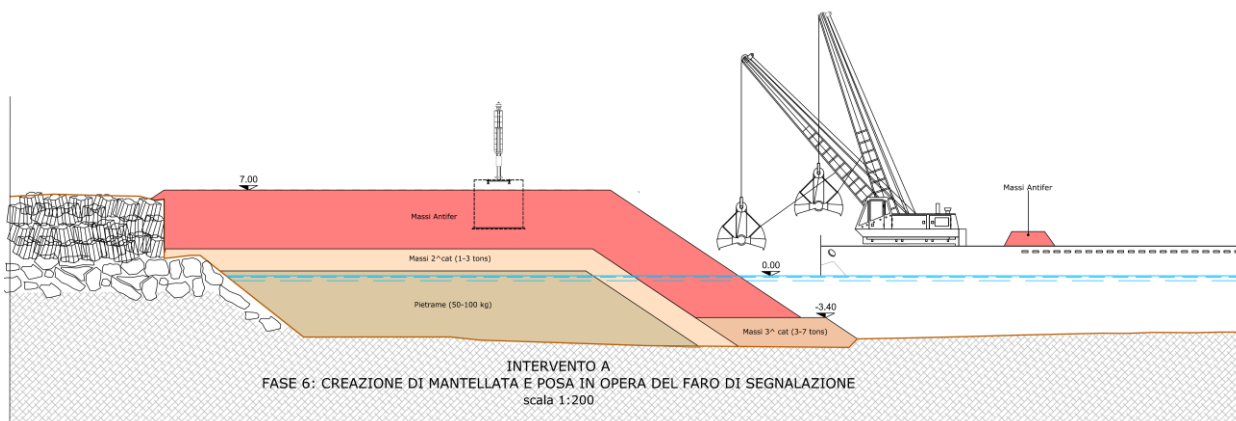 7.00
Massi Antifer
Massi Antifer
Massi 2^cat (1-3 tons)
0.00
Pietrame (50-100 kg)
-3.40
Massi 3^ cat (3-7 tons)
INTERVENTO A
FASE 6: CREAZIONE DI MANTELLATA E POSA IN OPERA DEL FARO DI SEGNALAZIONE
scala 1:200